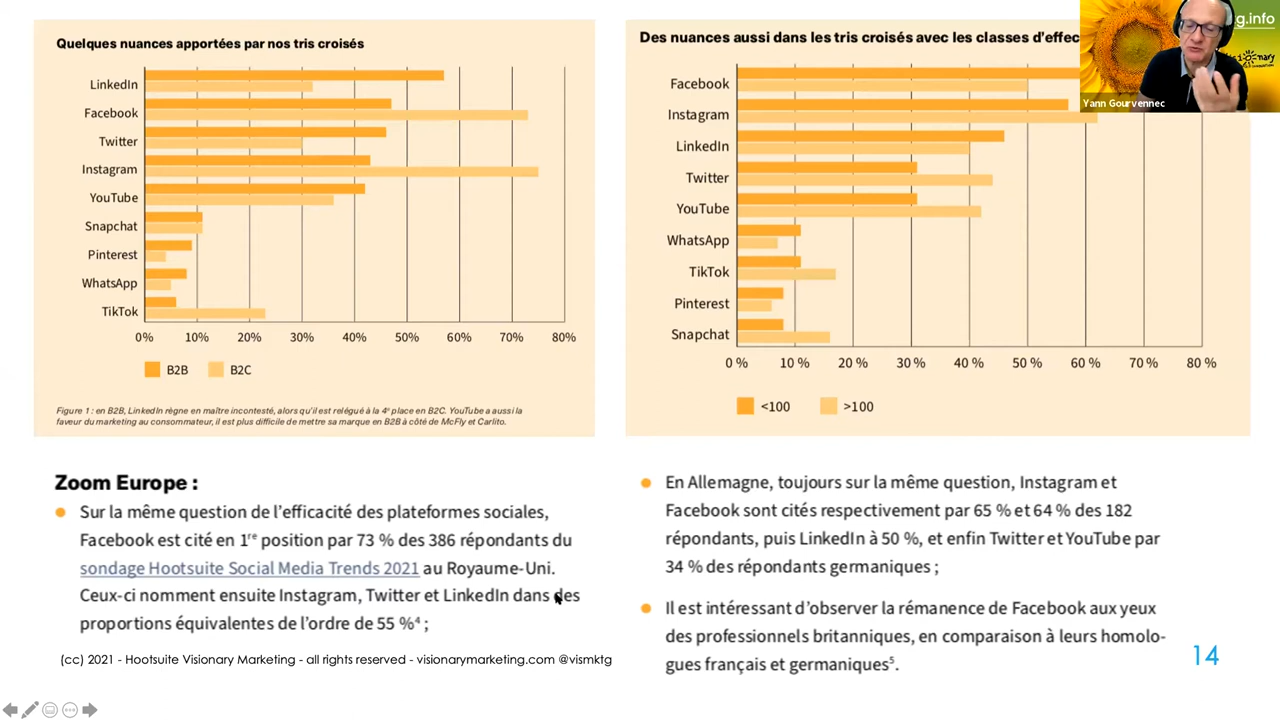 Quelques nuances apportées par nos tris croisés
LinkedIn
Facebook
Twitter
Instagram
YouTube
Snapchat
Pinterest
WhatsApp
TikTok
0% 10% 20% 30% 40% 50% 60% 70% 80%
B2B B2C
Figure 1 : en B2B, LinkedIn règne en maître incontesté, alors qu'il est relégué à la 4e place en B2C. YouTube a aussi la
faveur du marketing au consommateur, il est plus difficile de mettre sa marque en B2B à côté de McFly et Carlito.
Des nuances aussi dans les tris croisés avec les classes d'effec
Facebook
Instagram
LinkedIn
Twitter
YouTube
WhatsApp
TikTok
Pinterest
Snapchat
0 % 10 % 20 % 30 % 40 % 50 % 60 % 70 % 80 %
<100 >100
g.info
Yann Gourvennec
Zoom Europe :
Sur la même question de l'efficacité des plateformes sociales,
Facebook est cité en 1re position par 73 % des 386 répondants du
sondage Hootsuite Social Media Trends 2021 au Royaume-Uni.
Ceux-ci nomment ensuite Instagram, Twitter et LinkedIn dans des
proportions équivalentes de l'ordre de 55 %4 ;
En Allemagne, toujours sur la même question, Instagram et
Facebook sont cités respectivement par 65 % et 64 % des 182
répondants, puis LinkedIn à 50 %, et enfin Twitter et YouTube par
34 % des répondants germaniques ;
Il est intéressant d'observer la rémanence de Facebook aux yeux
des professionnels britanniques, en comparaison à leurs homolo-
gues français et germaniques5.
(cc) 2021 - Hootsuite Visionary Marketing - all rights reserved - visionarymarketing.com @vismktg
14